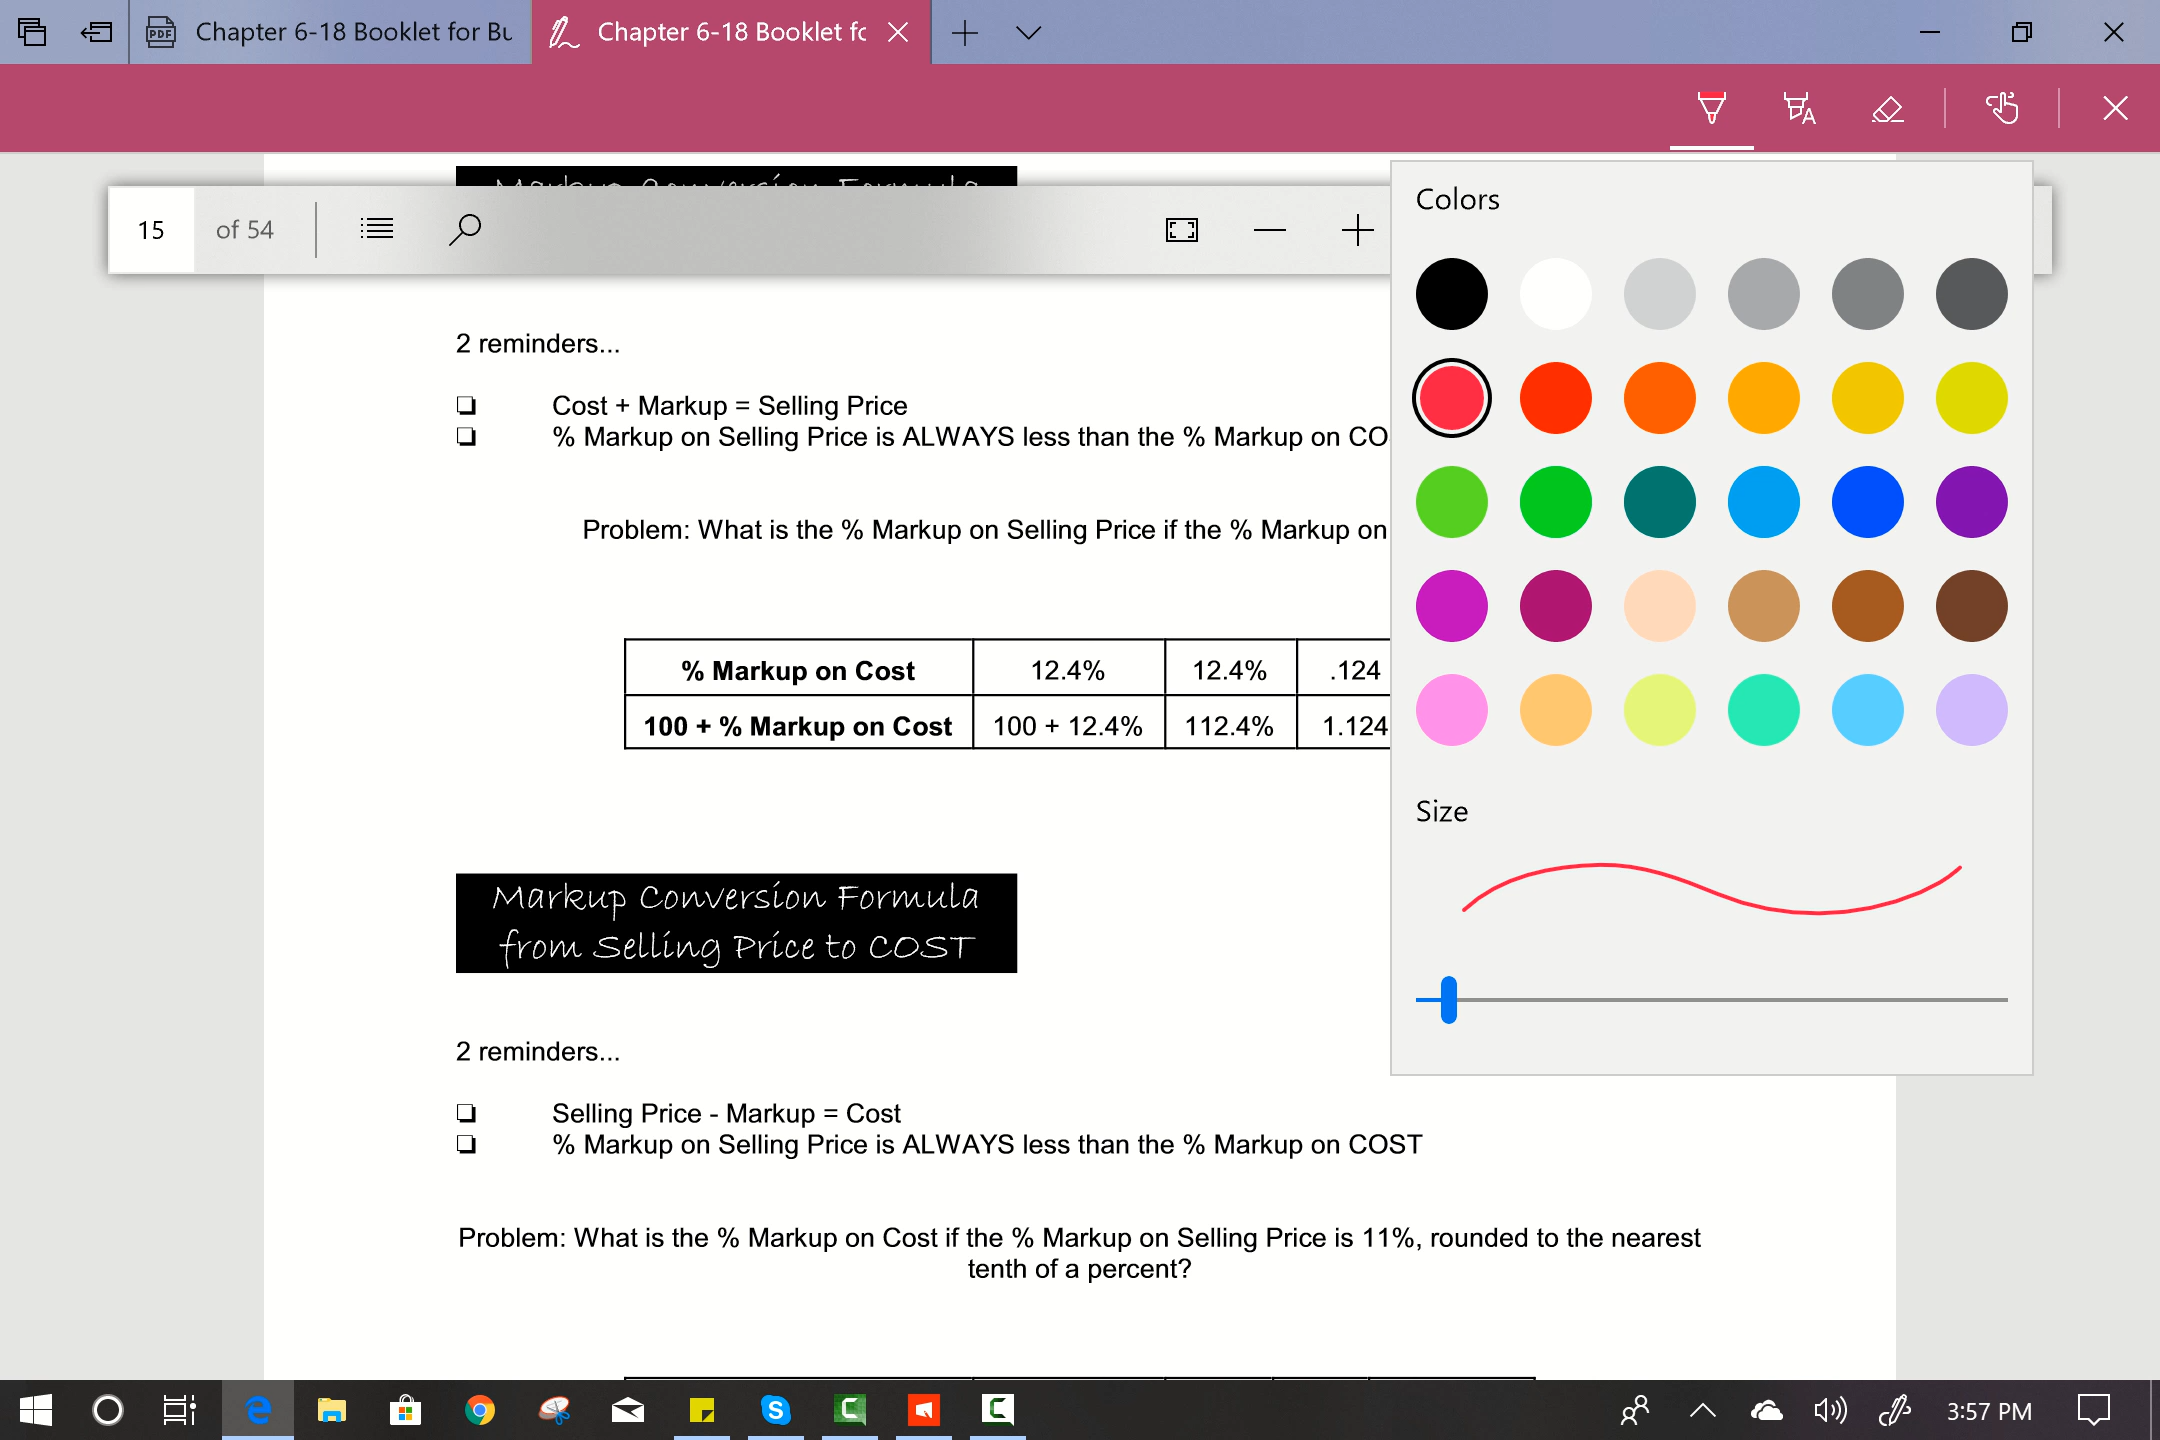 Chapter 6-18 Booklet for Bu
Chapter 6-18 Booklet fo
Markup Conversion Formula
15 of 54
Colors
2 reminders...
Cost + Markup = Selling Price
% Markup on Selling Price is ALWAYS less than the % Markup on CO
Problem: What is the % Markup on Selling Price if the % Markup on
% Markup on Cost 12.4% 12.4% .124
100 + % Markup on Cost 100 + 12.4% 112.4% 1.124
Size
Markup Conversion Formula
from Selling Price to COST
2 reminders...
Selling Price - Markup = Cost
% Markup on Selling Price is ALWAYS less than the % Markup on COST
Problem: What is the % Markup on Cost if the % Markup on Selling Price is 11%, rounded to the nearest
tenth of a percent?
3:57 PM